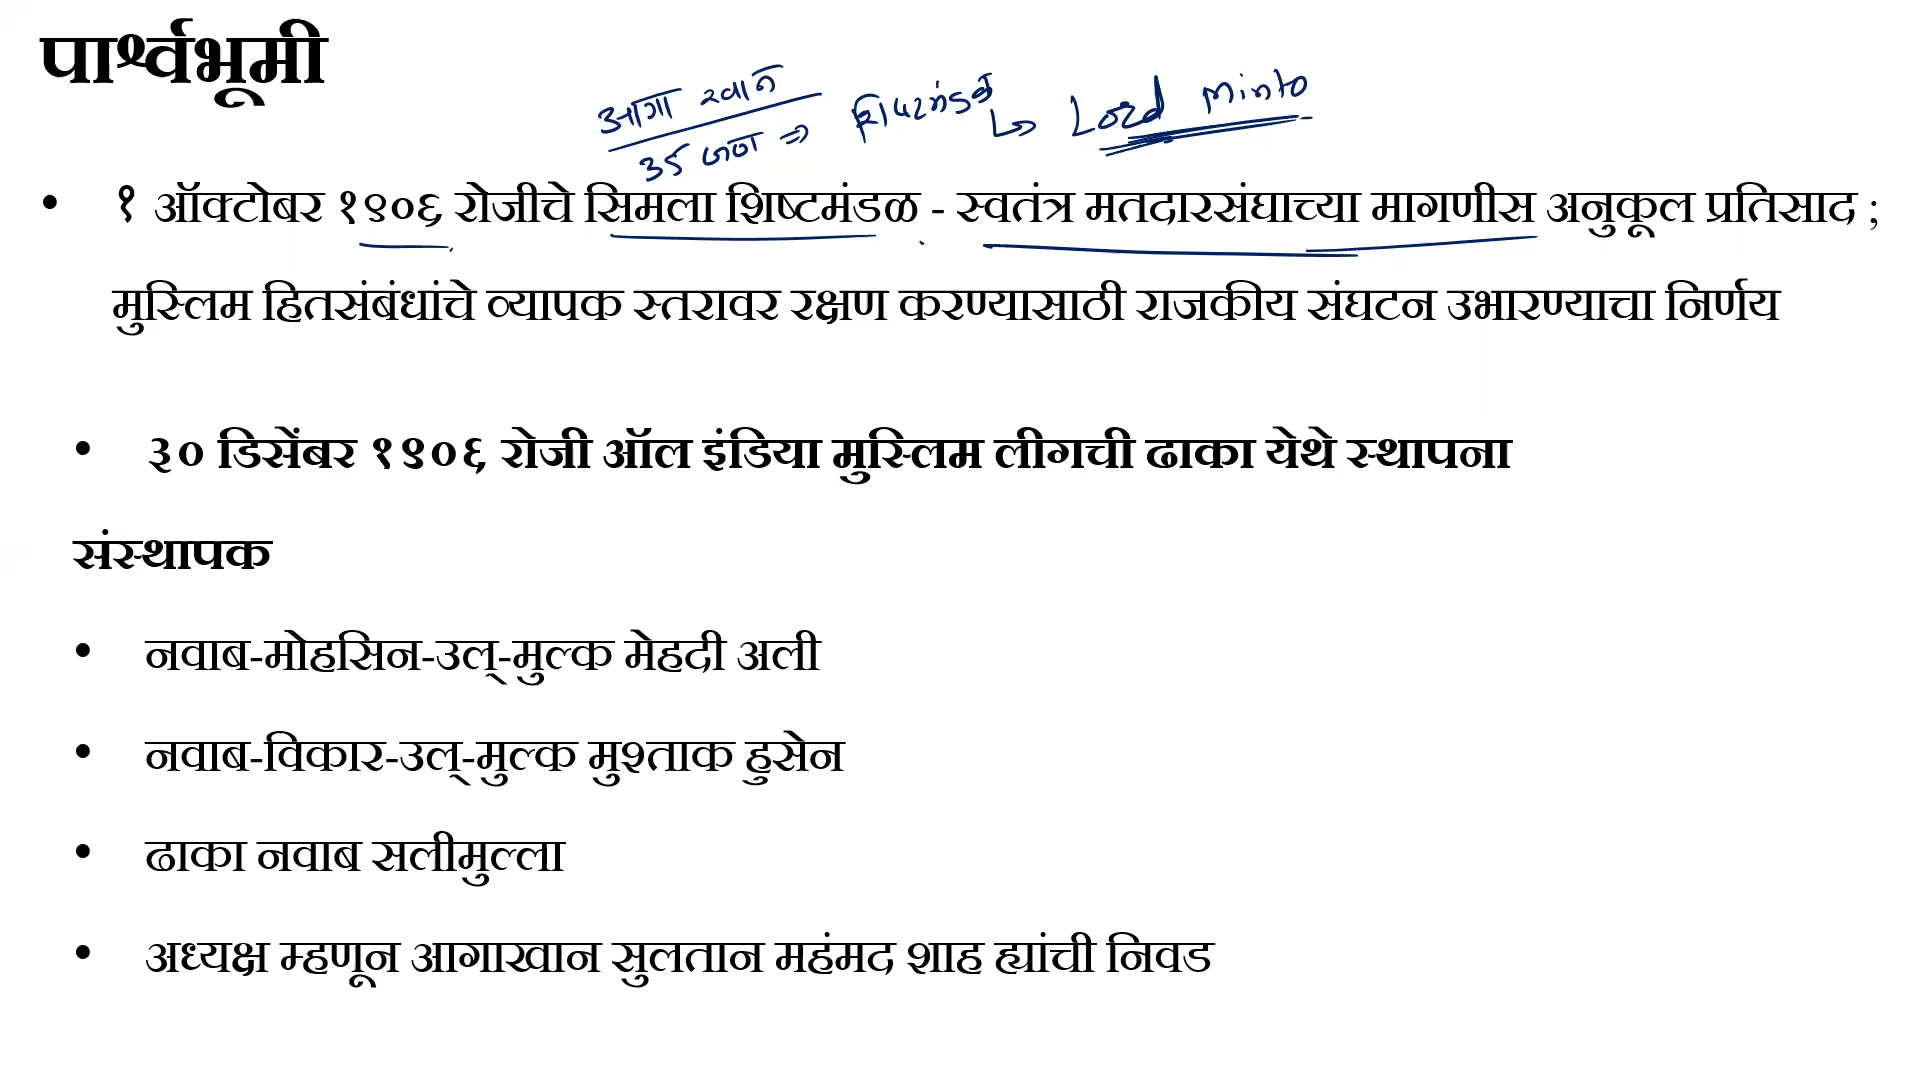 पार्श्वभूमी
आगा खान
35 जण ⇒ शिष्टमंडळ ↳ Lord Minto
• १ ऑक्टोबर १९०६ रोजीचे सिमला शिष्टमंडळ - स्वतंत्र मतदारसंघाच्या मागणीस अनुकूल प्रतिसाद ;
मुस्लिम हितसंबंधांचे व्यापक स्तरावर रक्षण करण्यासाठी राजकीय संघटन उभारण्याचा निर्णय
• ३० डिसेंबर १९०६ रोजी ऑल इंडिया मुस्लिम लीगची ढाका येथे स्थापना
संस्थापक
• नवाब-मोहसिन-उल्-मुल्क मेहदी अली
• नवाब-विकार-उल्-मुल्क मुश्ताक हुसेन
• ढाका नवाब सलीमुल्ला
• अध्यक्ष म्हणून आगाखान सुलतान महंमद शाह ह्यांची निवड